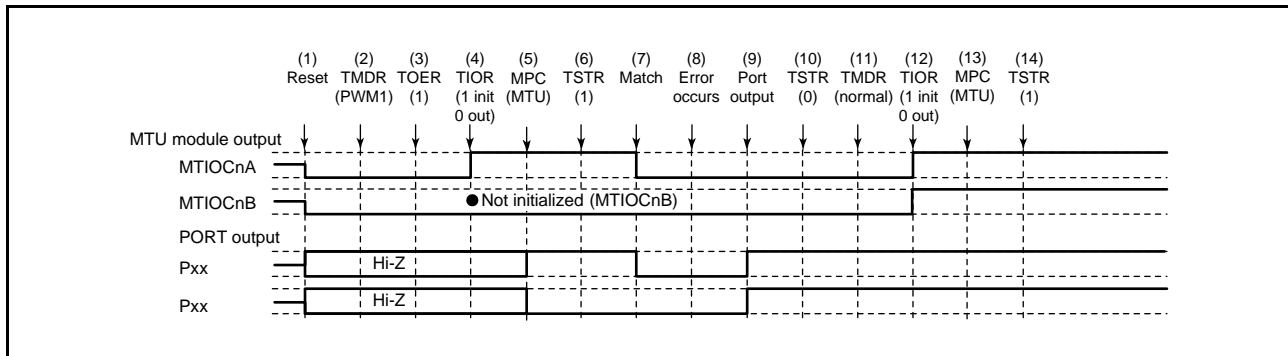 (1) (2) (3) (4) (5) (6) (7) (8) (9) (10) (11) (12) (13) (14)
Reset TMDR TOER TIOR MPC TSTR Match Error Port TSTR TMDR TIOR MPC TSTR
(PWM1) (1) (1 init (MTU) (1) occurs output (0) (normal) (1 init (MTU) (1)
0 out) 0 out)
MTU module output
MTIOCnA
MTIOCnB ●Not initialized (MTIOCnB)
PORT output
Pxx Hi-Z
Pxx Hi-Z